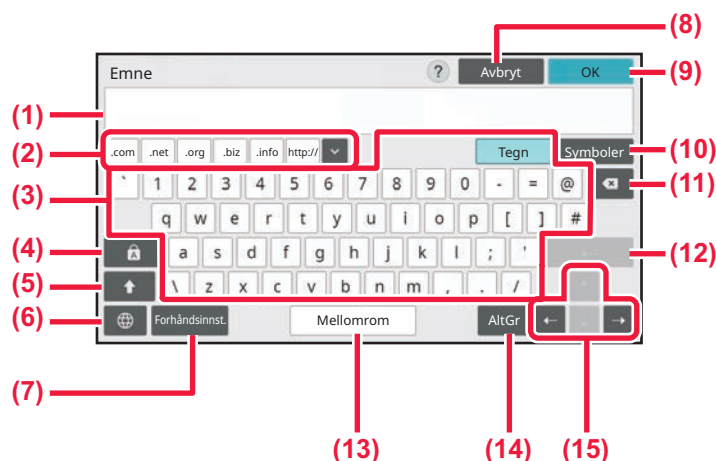 (8)
Emne ? Avbryt OK (9)
(1)
(2) .com .net .org .biz .info http:// Tegn Symboler (10)
(3) ` 1 2 3 4 5 6 7 8 9 0 - = @ (11)
q w e r t y u i o p [ ] #
(4) A a s d f g h j k l ; ' (12)
(5) \ z x c v b n m , . /
(6) Forhåndsinnst. Mellomrom AltGr ← →
(7)
(13) (14) (15)